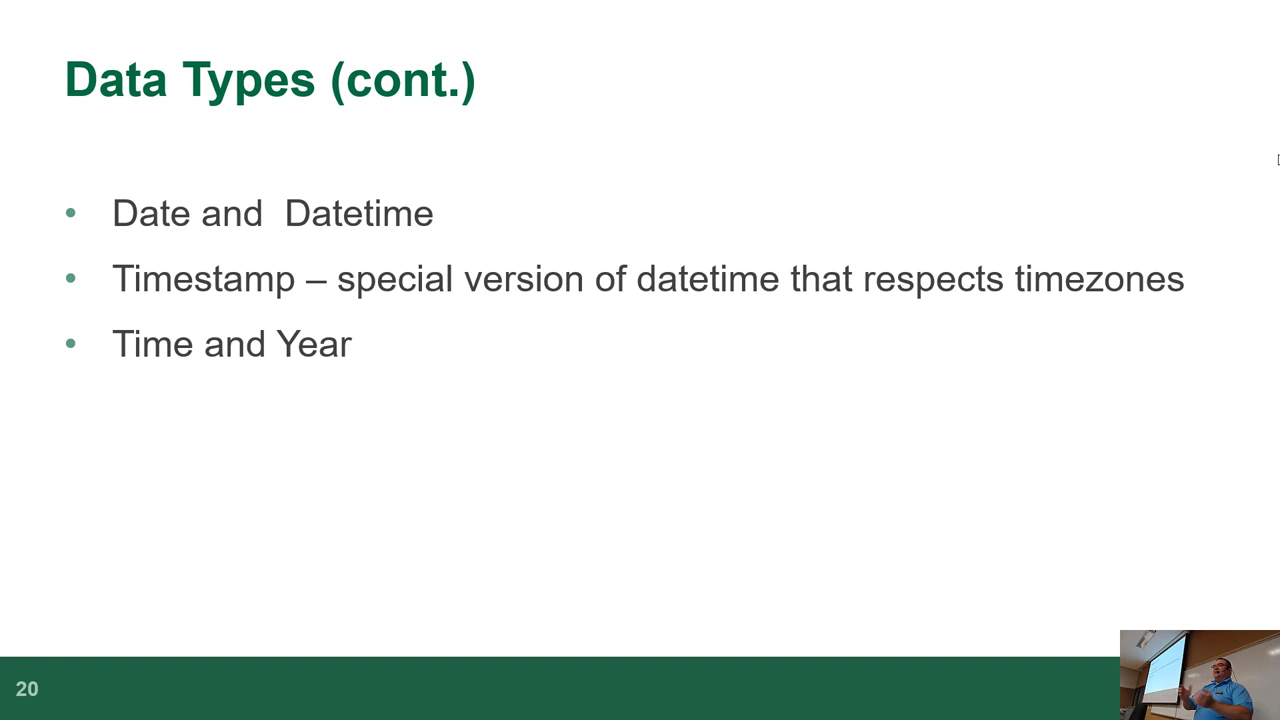 Data Types (cont.)
• Date and  Datetime
• Timestamp – special version of datetime that respects timezones
• Time and Year
20